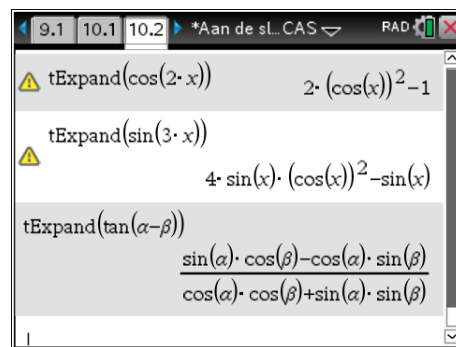 9.1 10.1 10.2 *Aan de sl...CAS RAD
tExpand(cos(2·x))
2·(cos(x))²−1
tExpand(sin(3·x))
4·sin(x)·(cos(x))²−sin(x)
tExpand(tan(α−β))
sin(α)·cos(β)−cos(α)·sin(β)
cos(α)·cos(β)+sin(α)·sin(β)